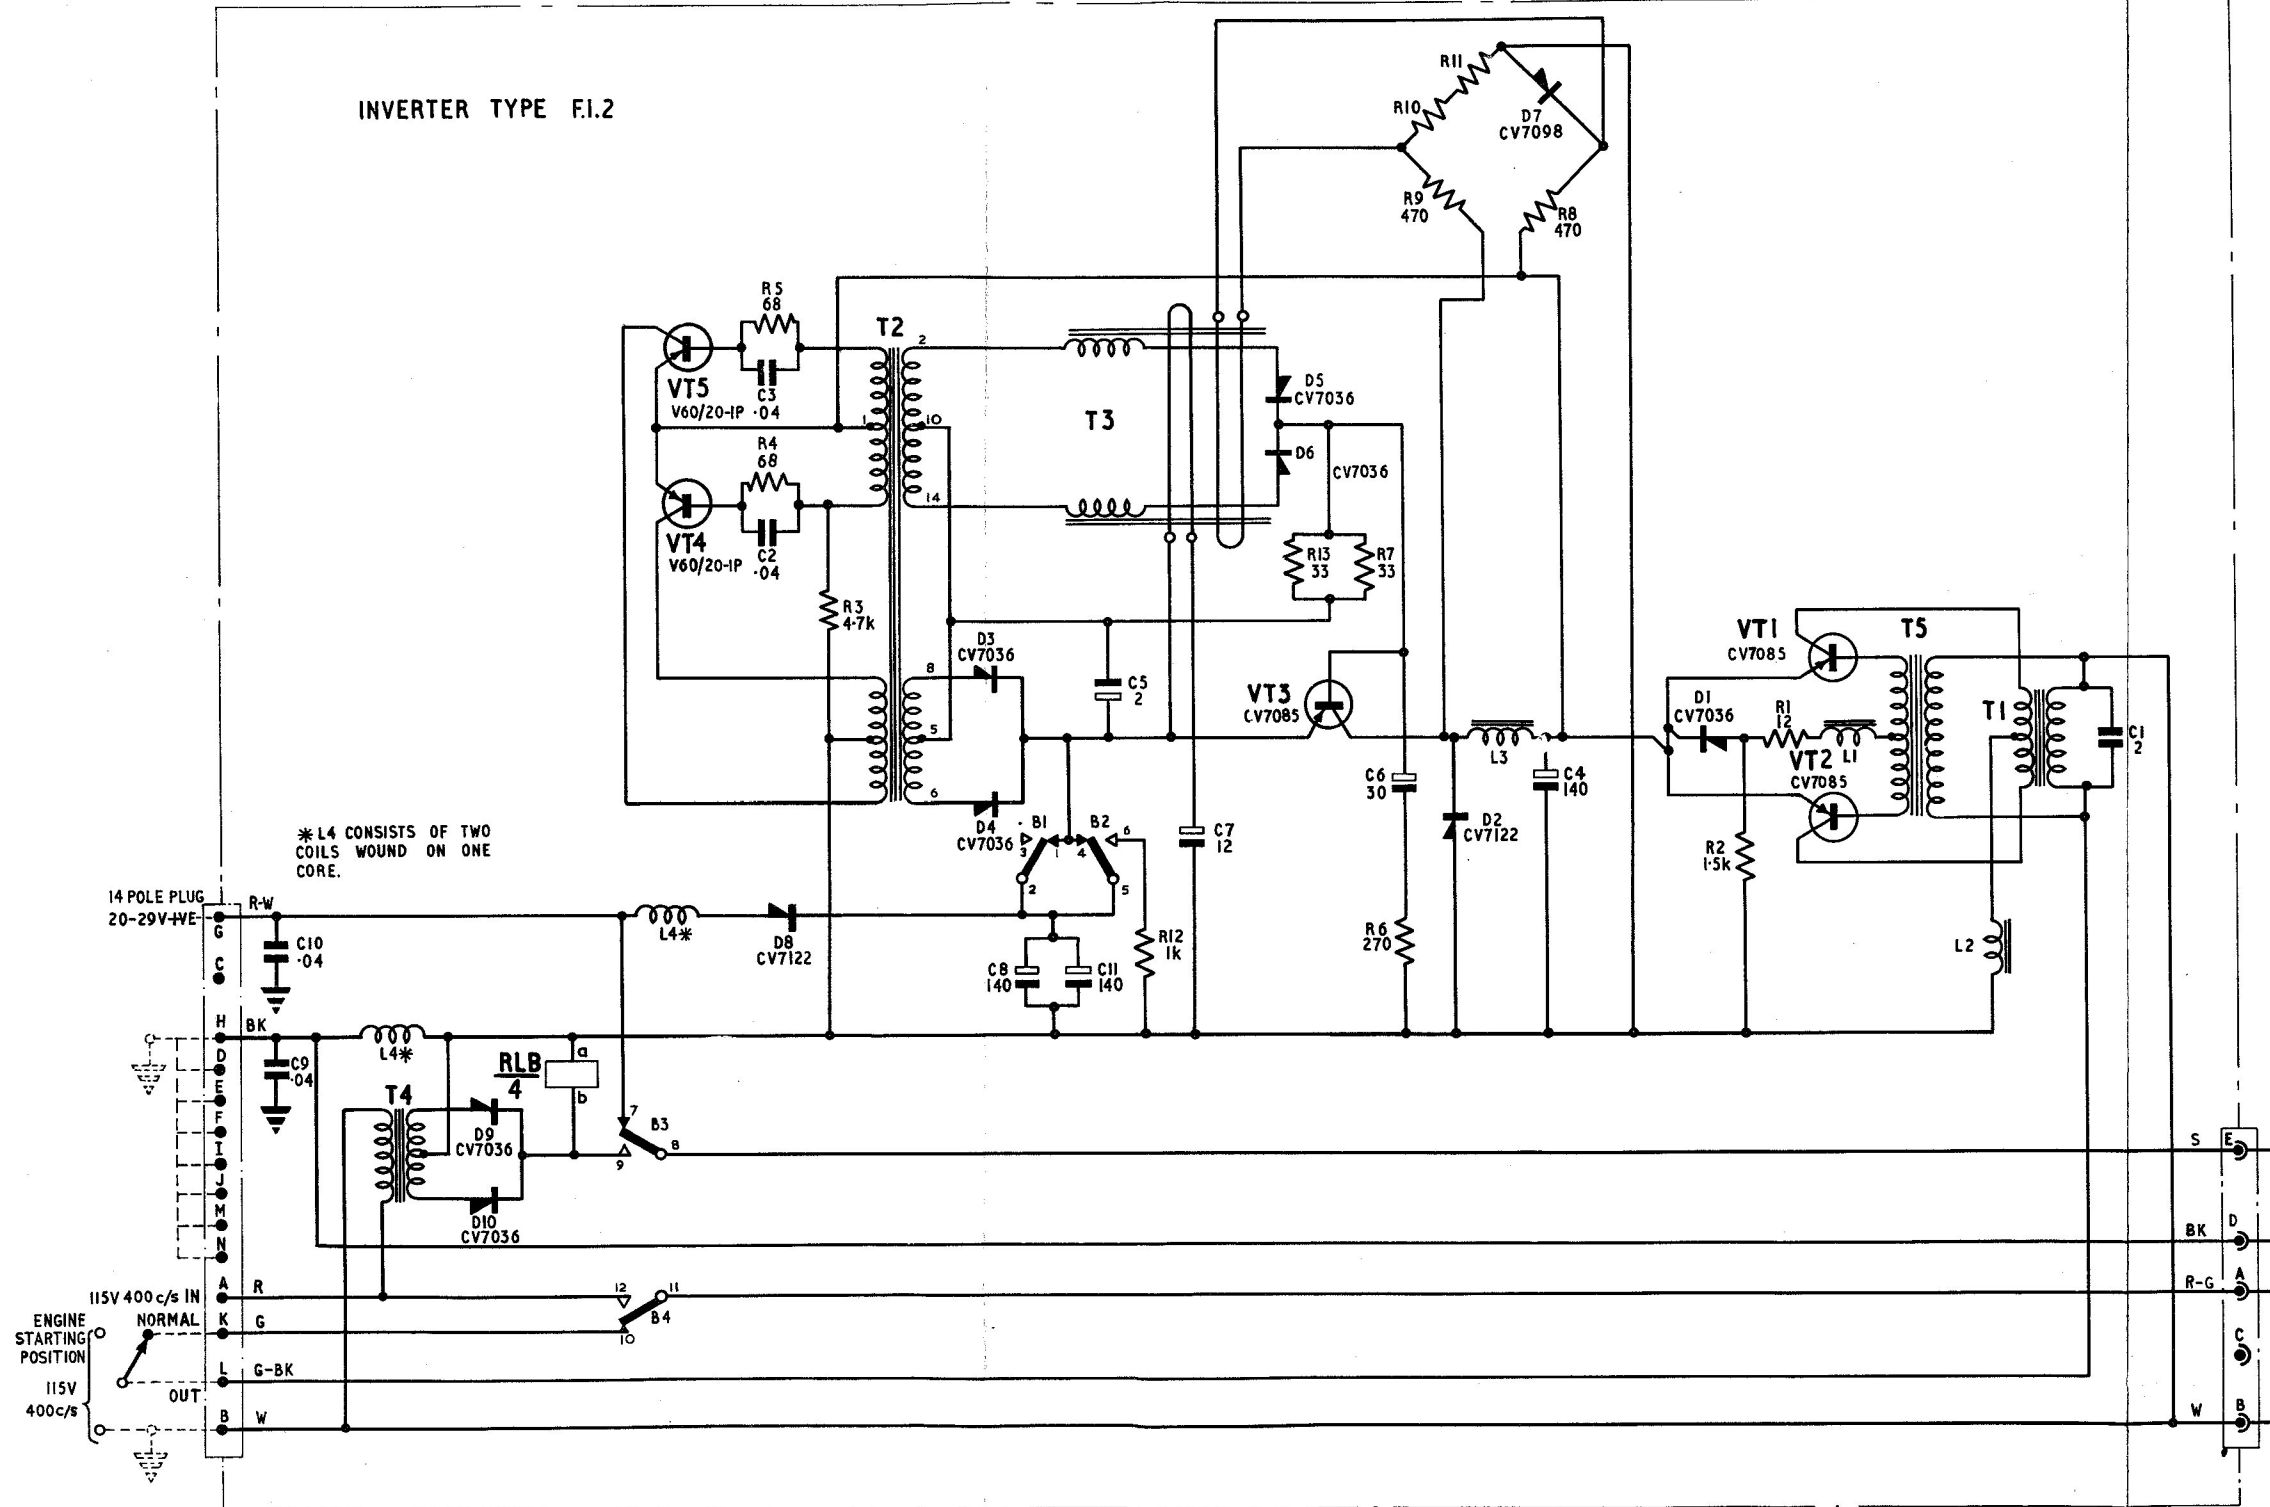 INVERTER TYPE F.I.2
R11
R10
D7
CV7098
R9
470
R8
470
R5
68
T2
2
VT5
V60/20-1P
C3
·04
1
10
R4
68
14
VT4
V60/20-1P
C2
·04
T3
D5
CV7036
D6
CV7036
R13
33
R7
33
R3
4·7k
D3
CV7036
8
5
6
D4
CV7036
C5
2
VT3
CV7085
C6
30
L3
C4
140
D2
CV7122
VT1
CV7085
T5
D1
CV7036
R1
12
L1
VT2
CV7085
T1
C1
2
R2
1·5k
L2
B1
B2
3
1
4
6
2
5
C7
12
* L4 CONSISTS OF TWO
COILS WOUND ON ONE
CORE.
14 POLE PLUG
20-29V+VE
R-W
G
C10
·04
C
L4*
D8
CV7122
C8
140
C11
140
R12
1k
R6
270
H
BK
L4*
C9
·04
D
E
F
I
J
M
N
T4
RLB
4
a
b
D9
CV7036
D10
CV7036
7
B3
8
9
S
E
BK
D
115V 400c/s IN
A
R
12
11
B4
10
R-G
A
ENGINE
STARTING
POSITION
NORMAL
K
G
C
L
G-BK
115V
400c/s
OUT
B
W
W
B